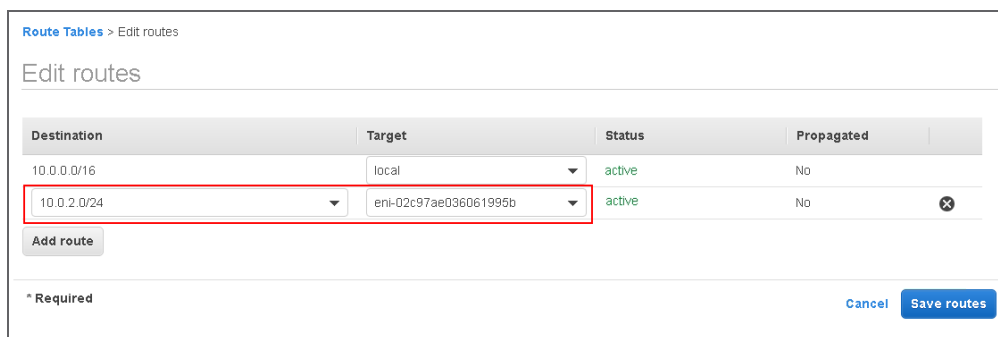 Route Tables > Edit routes
Edit routes
Destination Target Status Propagated
10.0.0.0/16 local active No
10.0.2.0/24 eni-02c97ae036061995b active No
Add route
* Required
Cancel Save routes